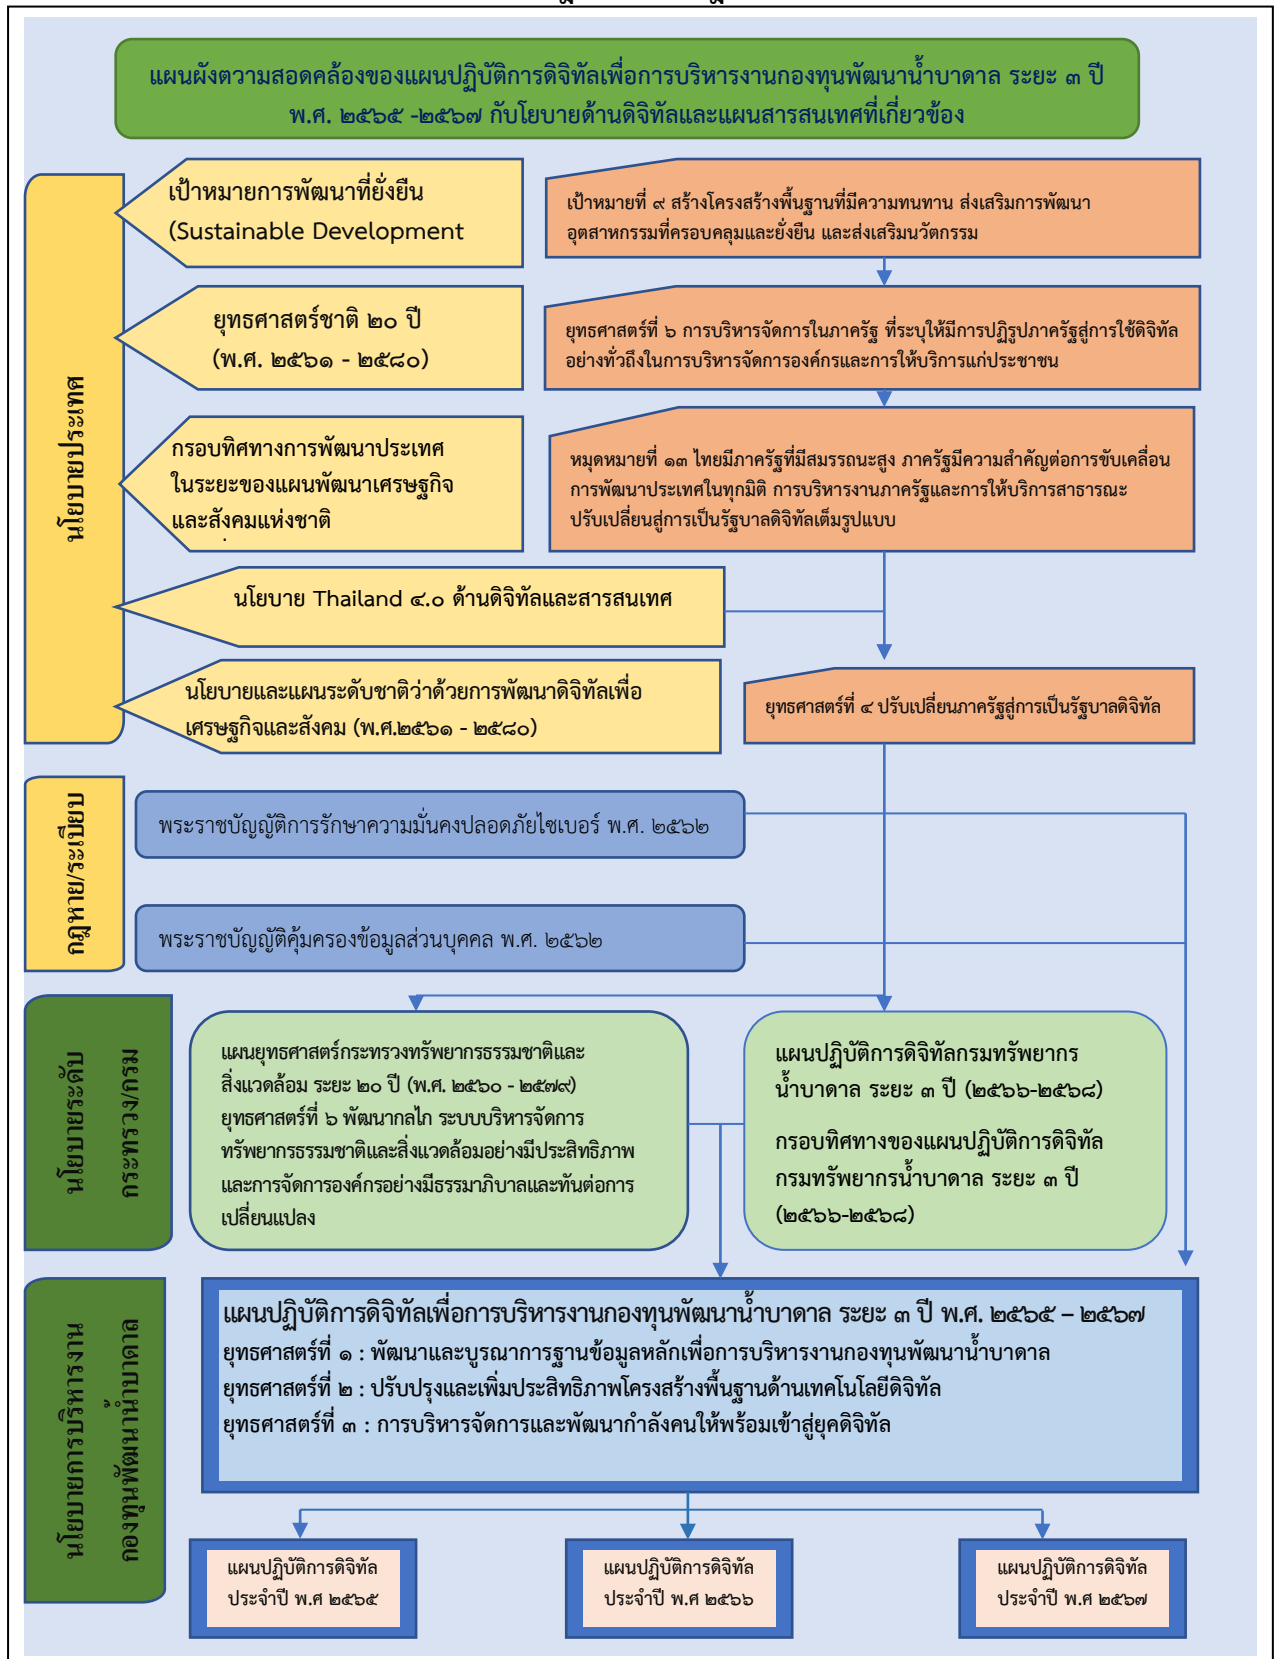 แผนผังความสอดคล้องของแผนปฏิบัติการดิจิทัลเพื่อการบริหารงานกองทุนพัฒนาน้ำบาดาล ระยะ ๓ ปี
พ.ศ. ๒๕๖๕ -๒๕๖๗ กับโยบายด้านดิจิทัลและแผนสารสนเทศที่เกี่ยวข้อง
นโยบายประเทศ
เป้าหมายการพัฒนาที่ยั่งยืน
(Sustainable Development
เป้าหมายที่ ๙ สร้างโครงสร้างพื้นฐานที่มีความทนทาน ส่งเสริมการพัฒนา
อุตสาหกรรมที่ครอบคลุมและยั่งยืน และส่งเสริมนวัตกรรม
ยุทธศาสตร์ชาติ ๒๐ ปี
(พ.ศ. ๒๕๖๑ - ๒๕๘๐)
ยุทธศาสตร์ที่ ๖ การบริหารจัดการในภาครัฐ ที่ระบุให้มีการปฏิรูปภาครัฐสู่การใช้ดิจิทัล
อย่างทั่วถึงในการบริหารจัดการองค์กรและการให้บริการแก่ประชาชน
กรอบทิศทางการพัฒนาประเทศ
ในระยะของแผนพัฒนาเศรษฐกิจ
และสังคมแห่งชาติ
หมุดหมายที่ ๑๓ ไทยมีภาครัฐที่มีสมรรถนะสูง ภาครัฐมีความสำคัญต่อการขับเคลื่อน
การพัฒนาประเทศในทุกมิติ การบริหารงานภาครัฐและการให้บริการสาธารณะ
ปรับเปลี่ยนสู่การเป็นรัฐบาลดิจิทัลเต็มรูปแบบ
นโยบาย Thailand ๔.๐ ด้านดิจิทัลและสารสนเทศ
นโยบายและแผนระดับชาติว่าด้วยการพัฒนาดิจิทัลเพื่อ
เศรษฐกิจและสังคม (พ.ศ.๒๕๖๑ - ๒๕๘๐)
ยุทธศาสตร์ที่ ๔ ปรับเปลี่ยนภาครัฐสู่การเป็นรัฐบาลดิจิทัล
กฎหาย/ระเบียบ
พระราชบัญญัติการรักษาความมั่นคงปลอดภัยไซเบอร์ พ.ศ. ๒๕๖๒
พระราชบัญญัติคุ้มครองข้อมูลส่วนบุคคล พ.ศ. ๒๕๖๒
นโยบายระดับ
กระทรวง/กรม
แผนยุทธศาสตร์กระทรวงทรัพยากรธรรมชาติและ
สิ่งแวดล้อม ระยะ ๒๐ ปี (พ.ศ. ๒๕๖๐ - ๒๕๗๙)
ยุทธศาสตร์ที่ ๖ พัฒนากลไก ระบบบริหารจัดการ
ทรัพยากรธรรมชาติและสิ่งแวดล้อมอย่างมีประสิทธิภาพ
และการจัดการองค์กรอย่างมีธรรมาภิบาลและทันต่อการ
เปลี่ยนแปลง
แผนปฏิบัติการดิจิทัลกรมทรัพยากร
น้ำบาดาล ระยะ ๓ ปี (๒๕๖๖-๒๕๖๘)
กรอบทิศทางของแผนปฏิบัติการดิจิทัล
กรมทรัพยากรน้ำบาดาล ระยะ ๓ ปี
(๒๕๖๖-๒๕๖๘)
นโยบายการบริหารงาน
กองทุนพัฒนาน้ำบาดาล
แผนปฏิบัติการดิจิทัลเพื่อการบริหารงานกองทุนพัฒนาน้ำบาดาล ระยะ ๓ ปี พ.ศ. ๒๕๖๕ – ๒๕๖๗
ยุทธศาสตร์ที่ ๑ : พัฒนาและบูรณาการฐานข้อมูลหลักเพื่อการบริหารงานกองทุนพัฒนาน้ำบาดาล
ยุทธศาสตร์ที่ ๒ : ปรับปรุงและเพิ่มประสิทธิภาพโครงสร้างพื้นฐานด้านเทคโนโลยีดิจิทัล
ยุทธศาสตร์ที่ ๓ : การบริหารจัดการและพัฒนากำลังคนให้พร้อมเข้าสู่ยุคดิจิทัล
แผนปฏิบัติการดิจิทัล
ประจำปี พ.ศ ๒๕๖๕
แผนปฏิบัติการดิจิทัล
ประจำปี พ.ศ ๒๕๖๖
แผนปฏิบัติการดิจิทัล
ประจำปี พ.ศ ๒๕๖๗